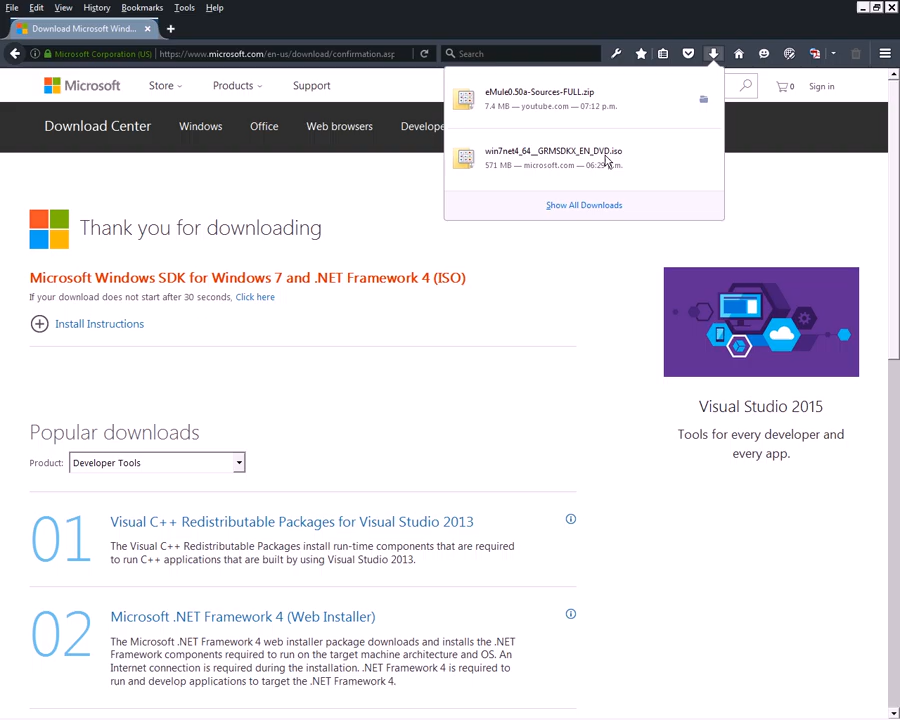 File Edit View History Bookmarks Tools Help
Download Microsoft Wind...
Microsoft Corporation (US) https://www.microsoft.com/en-us/download/confirmation.asp
Search
eMule0.50a-Sources-FULL.zip
7.4 MB — youtube.com — 07:12 p.m.
win7net4_64__GRMSDKX_EN_DVD.iso
571 MB — microsoft.com — p.m.
Show All Downloads
Microsoft Store Products Support 0 Sign in
Download Center Windows Office Web browsers Develope
Thank you for downloading
Microsoft Windows SDK for Windows 7 and .NET Framework 4 (ISO)
If your download does not start after 30 seconds, Click here
Install Instructions
Visual Studio 2015
Tools for every developer and
every app.
Popular downloads
Product: Developer Tools
01 Visual C++ Redistributable Packages for Visual Studio 2013
The Visual C++ Redistributable Packages install run-time components that are required
to run C++ applications that are built by using Visual Studio 2013.
02 Microsoft .NET Framework 4 (Web Installer)
The Microsoft .NET Framework 4 web installer package downloads and installs the .NET
Framework components required to run on the target machine architecture and OS. An
Internet connection is required during the installation. .NET Framework 4 is required to
run and develop applications to target the .NET Framework 4.